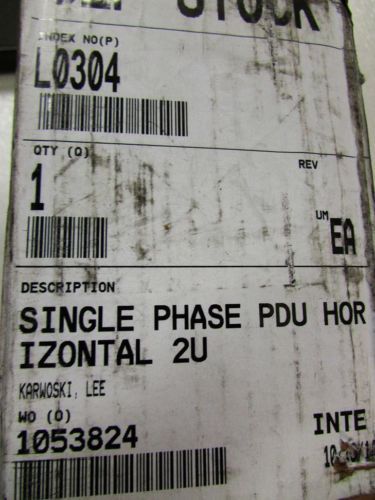 STOCK
INDEX NO(P)
L0304
QTY (Q)
REV
1
UM
EA
DESCRIPTION
SINGLE PHASE PDU HOR
IZONTAL 2U
KARWOSKI, LEE
WO (O)
INTE
1053824